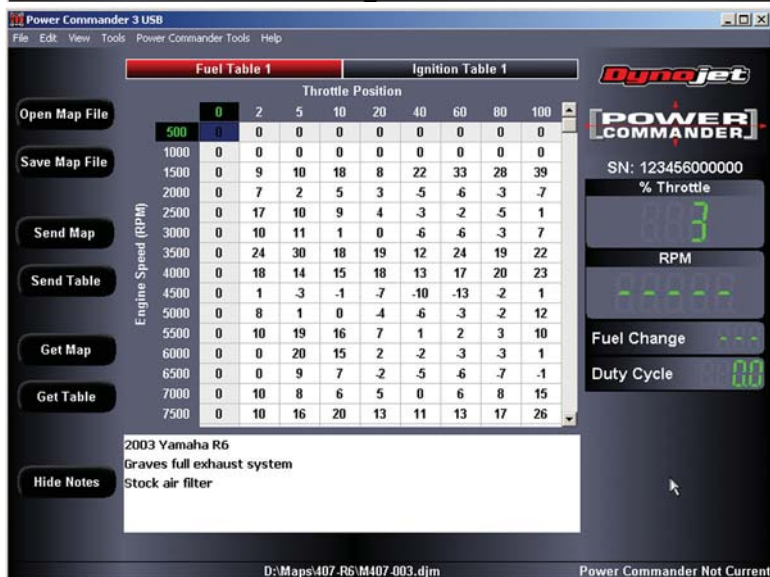 Power Commander 3 USB
File Edit View Tools Power Commander Tools Help
Fuel Table 1 Ignition Table 1
Throttle Position
0 2 5 10 20 40 60 80 100
500 0 0 0 0 0 0 0 0 0
1000 0 0 0 0 0 0 0 0 0
1500 0 9 10 18 8 22 33 28 39
2000 0 7 2 5 3 -5 -6 -3 -7
2500 0 17 10 9 4 -3 -2 -5 1
3000 0 10 11 1 0 -6 -6 -3 7
3500 0 24 30 18 19 12 24 19 22
4000 0 18 14 15 18 13 17 20 23
4500 0 1 -3 -1 -7 -10 -13 -2 1
5000 0 8 1 0 -4 -6 -3 -2 12
5500 0 10 19 16 7 1 2 3 10
6000 0 0 20 15 2 -2 -3 -3 1
6500 0 0 9 7 -2 -5 -6 -7 -1
7000 0 10 8 6 5 0 6 8 15
7500 0 10 16 20 13 11 13 17 26
Engine Speed (RPM)
Open Map File
Save Map File
Send Map
Send Table
Get Map
Get Table
Hide Notes
2003 Yamaha R6
Graves full exhaust system
Stock air filter
Dynojet
POWER
COMMANDER
SN: 123456000000
% Throttle
3
RPM
- - - - -
Fuel Change - - -
Duty Cycle 0.0
D:\Maps\407-R6\M407-003.djm
Power Commander Not Current